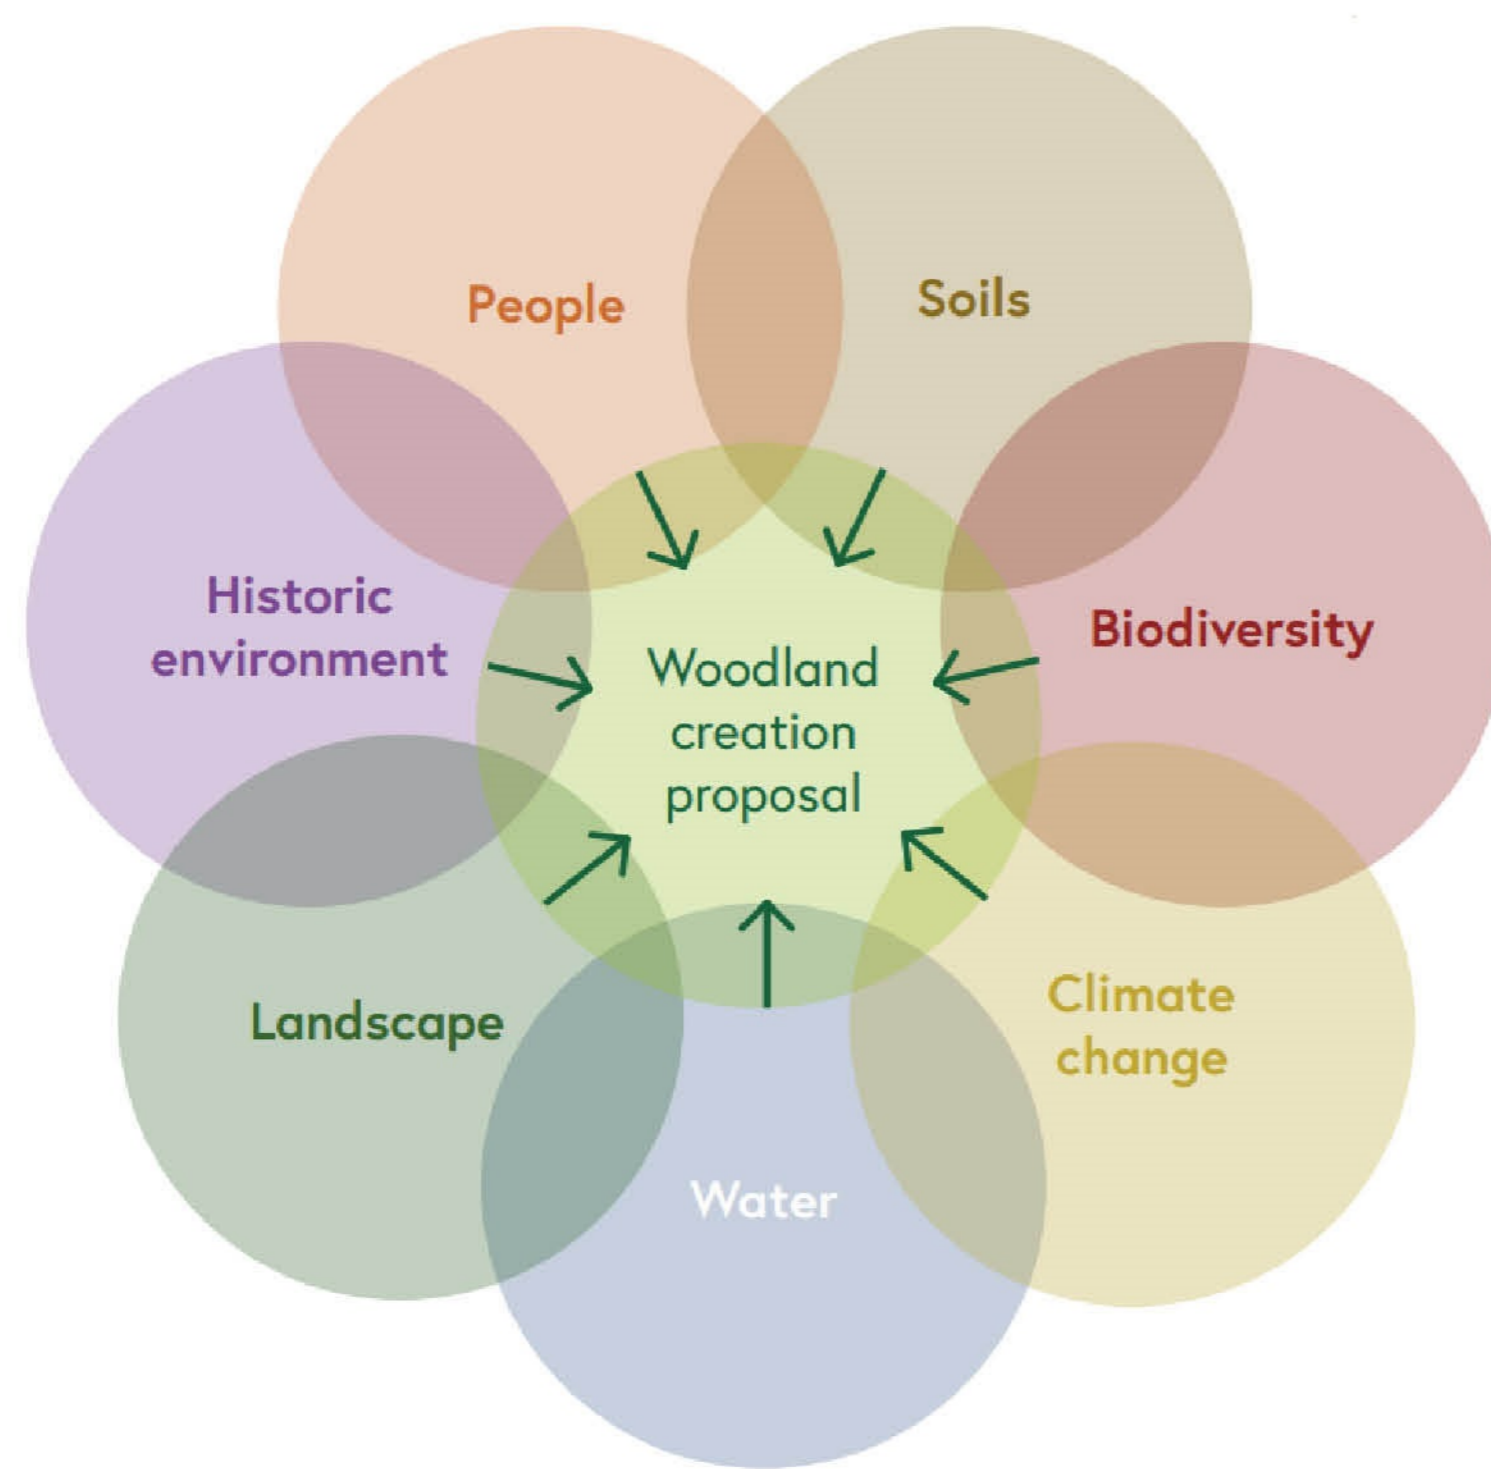 People
Soils
Historic
environment
Biodiversity
Woodland
creation
proposal
Landscape
Climate
change
Water